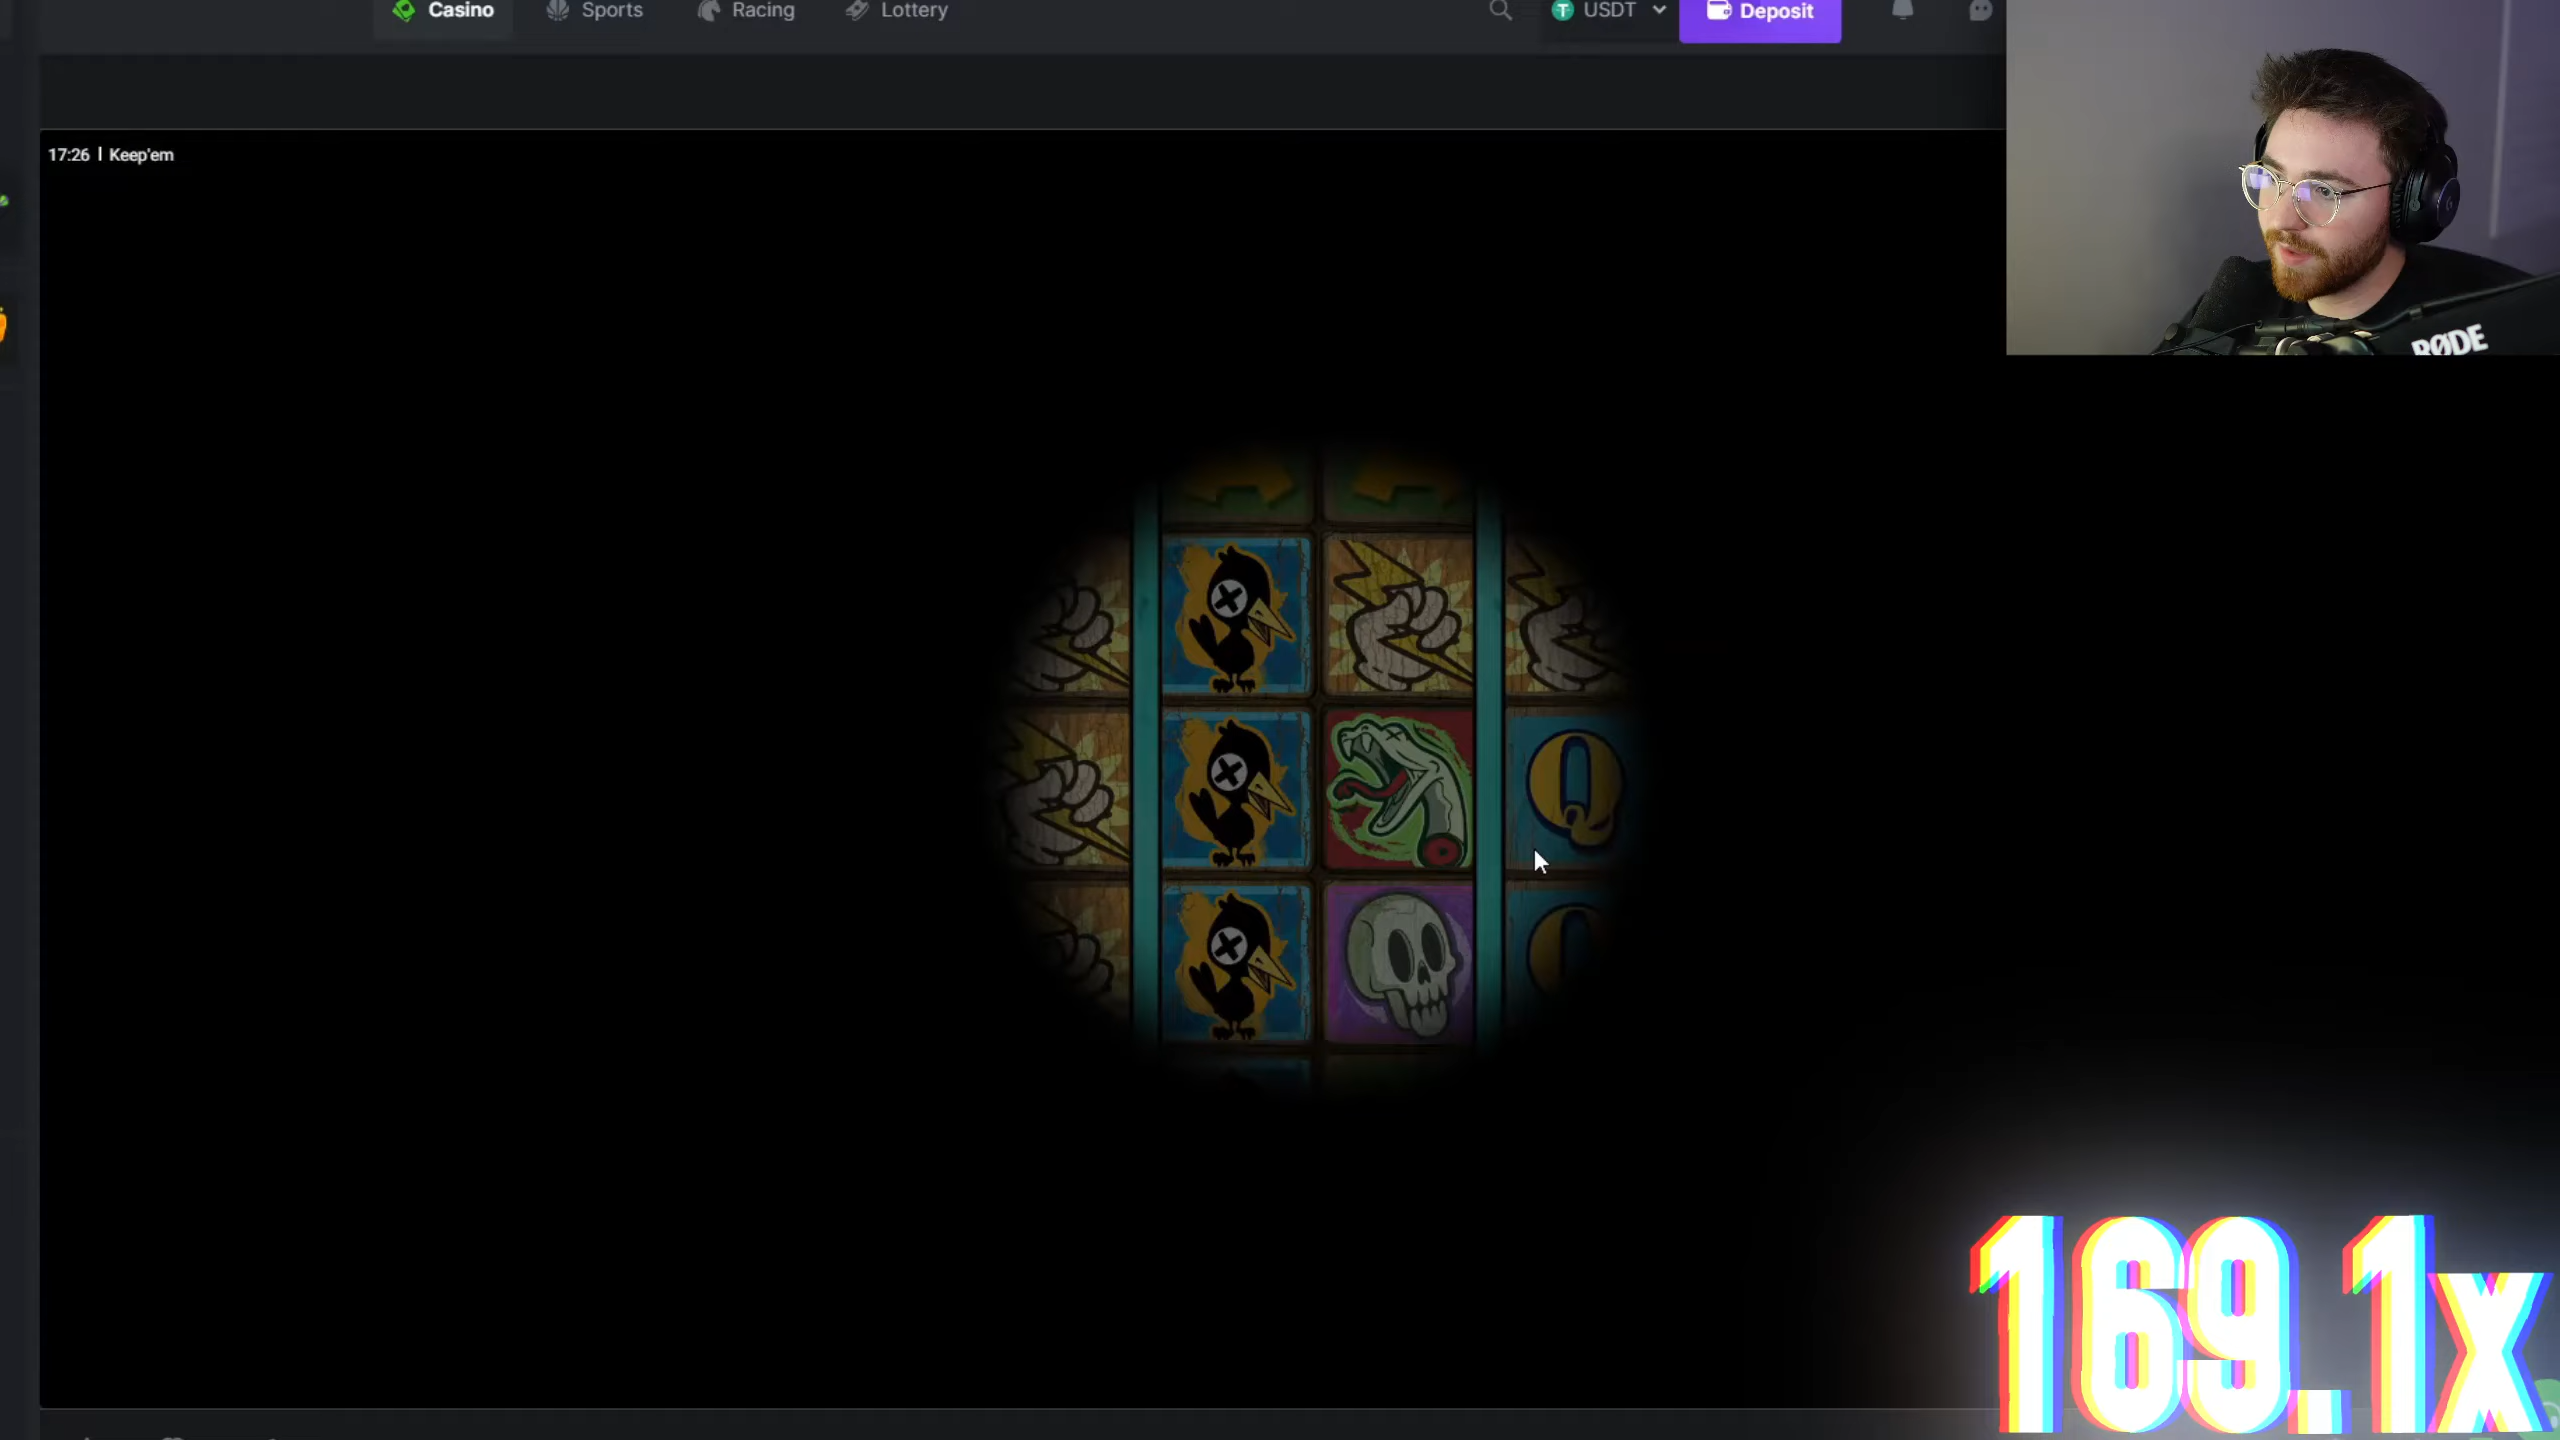 Casino Sports Racing Lottery USDT Deposit
17:26 | Keep'em
RØDE
Q
169.1x